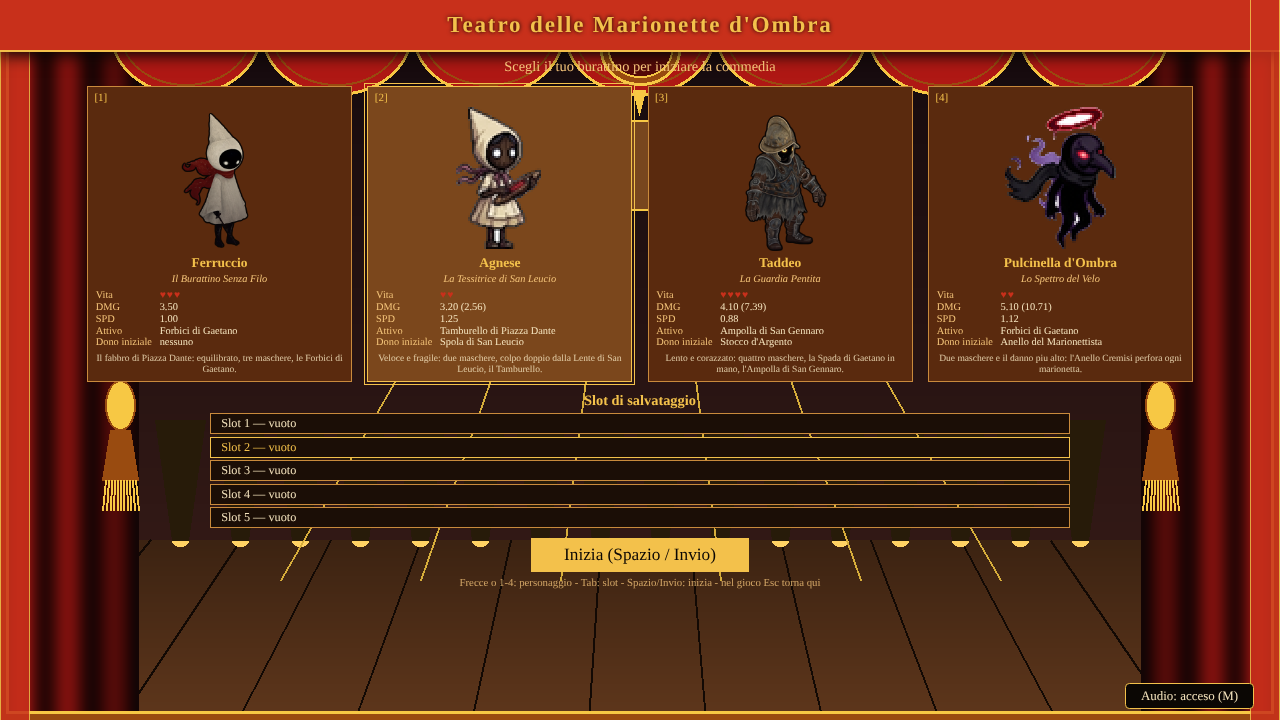 Teatro delle Marionette d'Ombra
Scegli il tuo burattino per iniziare la commedia
[1]
Ferruccio
Il Burattino Senza Filo
Vita ♥♥♥
DMG 3.50
SPD 1.00
Attivo Forbici di Gaetano
Dono iniziale nessuno
Il fabbro di Piazza Dante: equilibrato, tre maschere, le Forbici di
Gaetano.
[2]
Agnese
La Tessitrice di San Leucio
Vita ♥♥
DMG 3.20 (2.56)
SPD 1.25
Attivo Tamburello di Piazza Dante
Dono iniziale Spola di San Leucio
Veloce e fragile: due maschere, colpo doppio dalla Lente di San
Leucio, il Tamburello.
[3]
Taddeo
La Guardia Pentita
Vita ♥♥♥♥
DMG 4.10 (7.39)
SPD 0.88
Attivo Ampolla di San Gennaro
Dono iniziale Stocco d'Argento
Lento e corazzato: quattro maschere, la Spada di Gaetano in
mano, l'Ampolla di San Gennaro.
[4]
Pulcinella d'Ombra
Lo Spettro del Velo
Vita ♥♥
DMG 5.10 (10.71)
SPD 1.12
Attivo Forbici di Gaetano
Dono iniziale Anello del Marionettista
Due maschere e il danno piu alto: l'Anello Cremisi perfora ogni
marionetta.
Slot di salvataggio
Slot 1 — vuoto
Slot 2 — vuoto
Slot 3 — vuoto
Slot 4 — vuoto
Slot 5 — vuoto
Inizia (Spazio / Invio)
Frecce o 1-4: personaggio - Tab: slot - Spazio/Invio: inizia - nel gioco Esc torna qui
Audio: acceso (M)